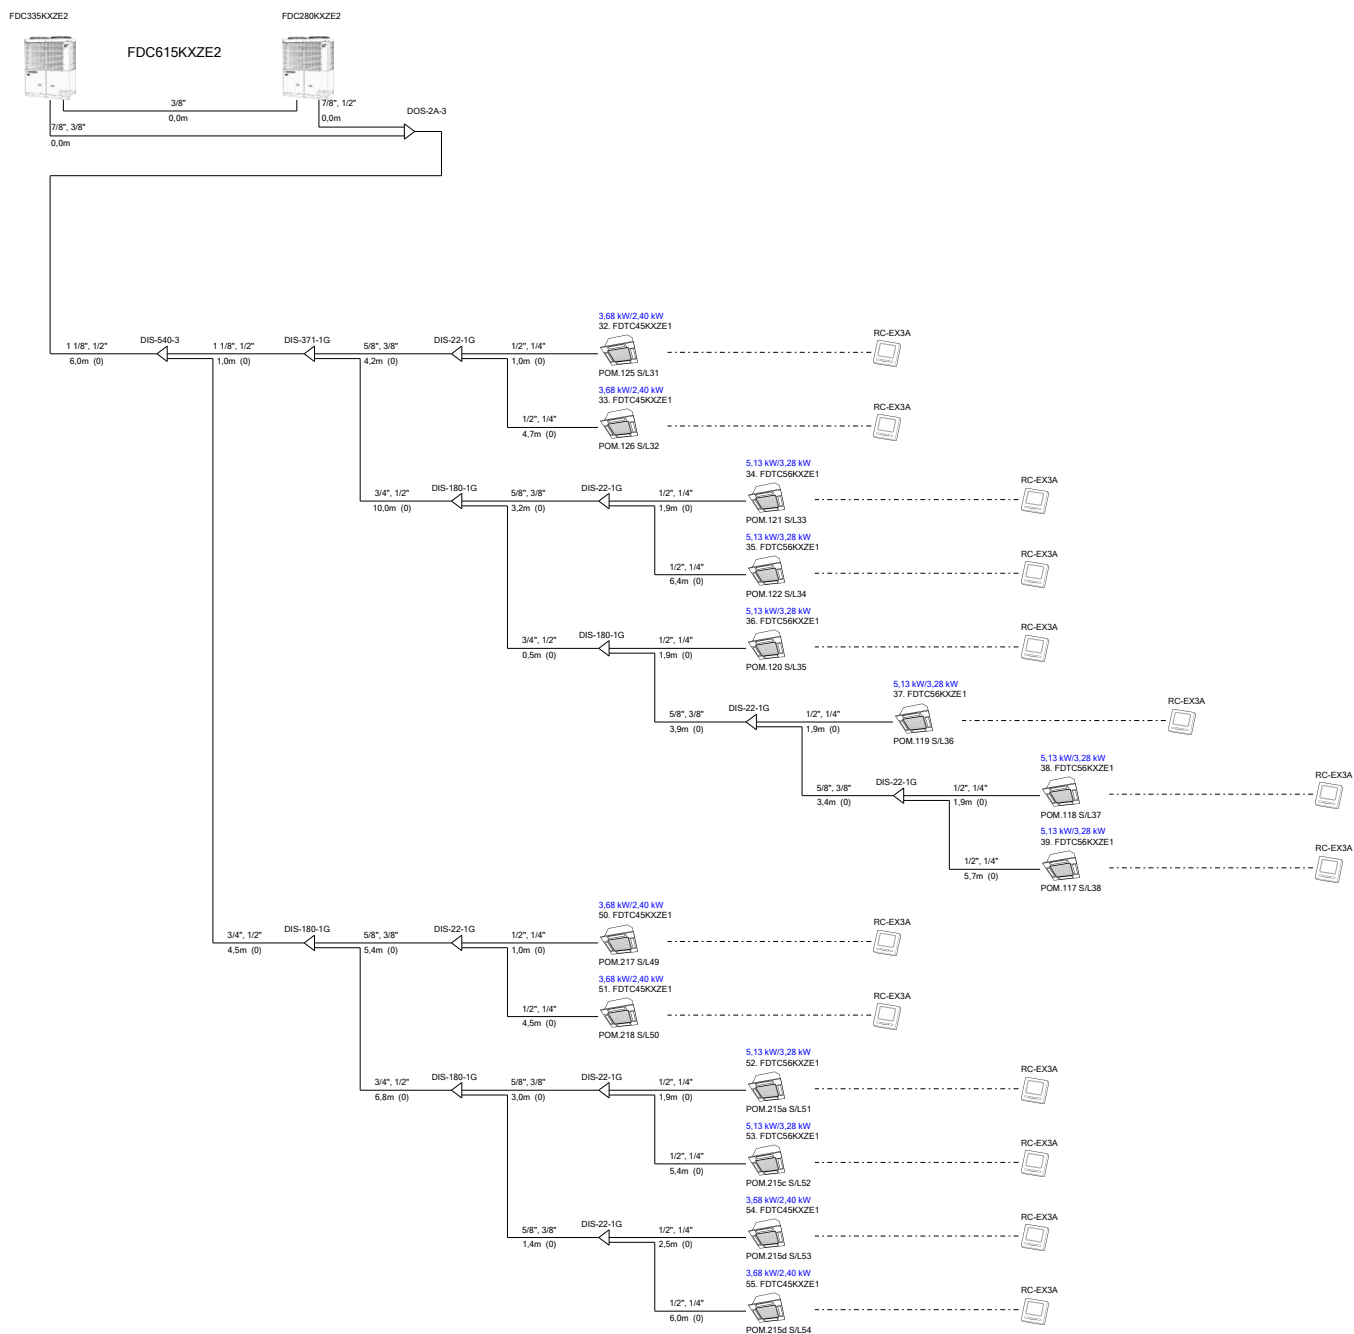 FDC335KXZE2
FDC280KXZE2
FDC615KXZE2
3/8"
0,0m
7/8", 1/2"
0,0m
DOS-2A-3
7/8", 3/8"
0,0m
3,68 kW/2,40 kW
32. FDTC45KXZE1
RC-EX3A
1 1/8", 1/2"
6,0m (0)
DIS-540-3
1 1/8", 1/2"
1,0m (0)
DIS-371-1G
5/8", 3/8"
4,2m (0)
DIS-22-1G
1/2", 1/4"
1,0m (0)
POM.125 S/L31
3,68 kW/2,40 kW
33. FDTC45KXZE1
RC-EX3A
1/2", 1/4"
4,7m (0)
POM.126 S/L32
5,13 kW/3,28 kW
34. FDTC56KXZE1
RC-EX3A
3/4", 1/2"
10,0m (0)
DIS-180-1G
5/8", 3/8"
3,2m (0)
DIS-22-1G
1/2", 1/4"
1,9m (0)
POM.121 S/L33
5,13 kW/3,28 kW
35. FDTC56KXZE1
RC-EX3A
1/2", 1/4"
6,4m (0)
POM.122 S/L34
5,13 kW/3,28 kW
36. FDTC56KXZE1
RC-EX3A
3/4", 1/2"
0,5m (0)
DIS-180-1G
1/2", 1/4"
1,9m (0)
POM.120 S/L35
5,13 kW/3,28 kW
37. FDTC56KXZE1
RC-EX3A
5/8", 3/8"
3,9m (0)
DIS-22-1G
1/2", 1/4"
1,9m (0)
POM.119 S/L36
5,13 kW/3,28 kW
38. FDTC56KXZE1
RC-EX3A
5/8", 3/8"
3,4m (0)
DIS-22-1G
1/2", 1/4"
1,9m (0)
POM.118 S/L37
5,13 kW/3,28 kW
39. FDTC56KXZE1
RC-EX3A
1/2", 1/4"
5,7m (0)
POM.117 S/L38
3,68 kW/2,40 kW
50. FDTC45KXZE1
RC-EX3A
3/4", 1/2"
4,5m (0)
DIS-180-1G
5/8", 3/8"
5,4m (0)
DIS-22-1G
1/2", 1/4"
1,0m (0)
POM.217 S/L49
3,68 kW/2,40 kW
51. FDTC45KXZE1
RC-EX3A
1/2", 1/4"
4,5m (0)
POM.218 S/L50
5,13 kW/3,28 kW
52. FDTC56KXZE1
RC-EX3A
3/4", 1/2"
6,8m (0)
DIS-180-1G
5/8", 3/8"
3,0m (0)
DIS-22-1G
1/2", 1/4"
1,9m (0)
POM.215a S/L51
5,13 kW/3,28 kW
53. FDTC56KXZE1
RC-EX3A
1/2", 1/4"
5,4m (0)
POM.215c S/L52
3,68 kW/2,40 kW
54. FDTC45KXZE1
RC-EX3A
5/8", 3/8"
1,4m (0)
DIS-22-1G
1/2", 1/4"
2,5m (0)
POM.215d S/L53
3,68 kW/2,40 kW
55. FDTC45KXZE1
RC-EX3A
1/2", 1/4"
6,0m (0)
POM.215d S/L54